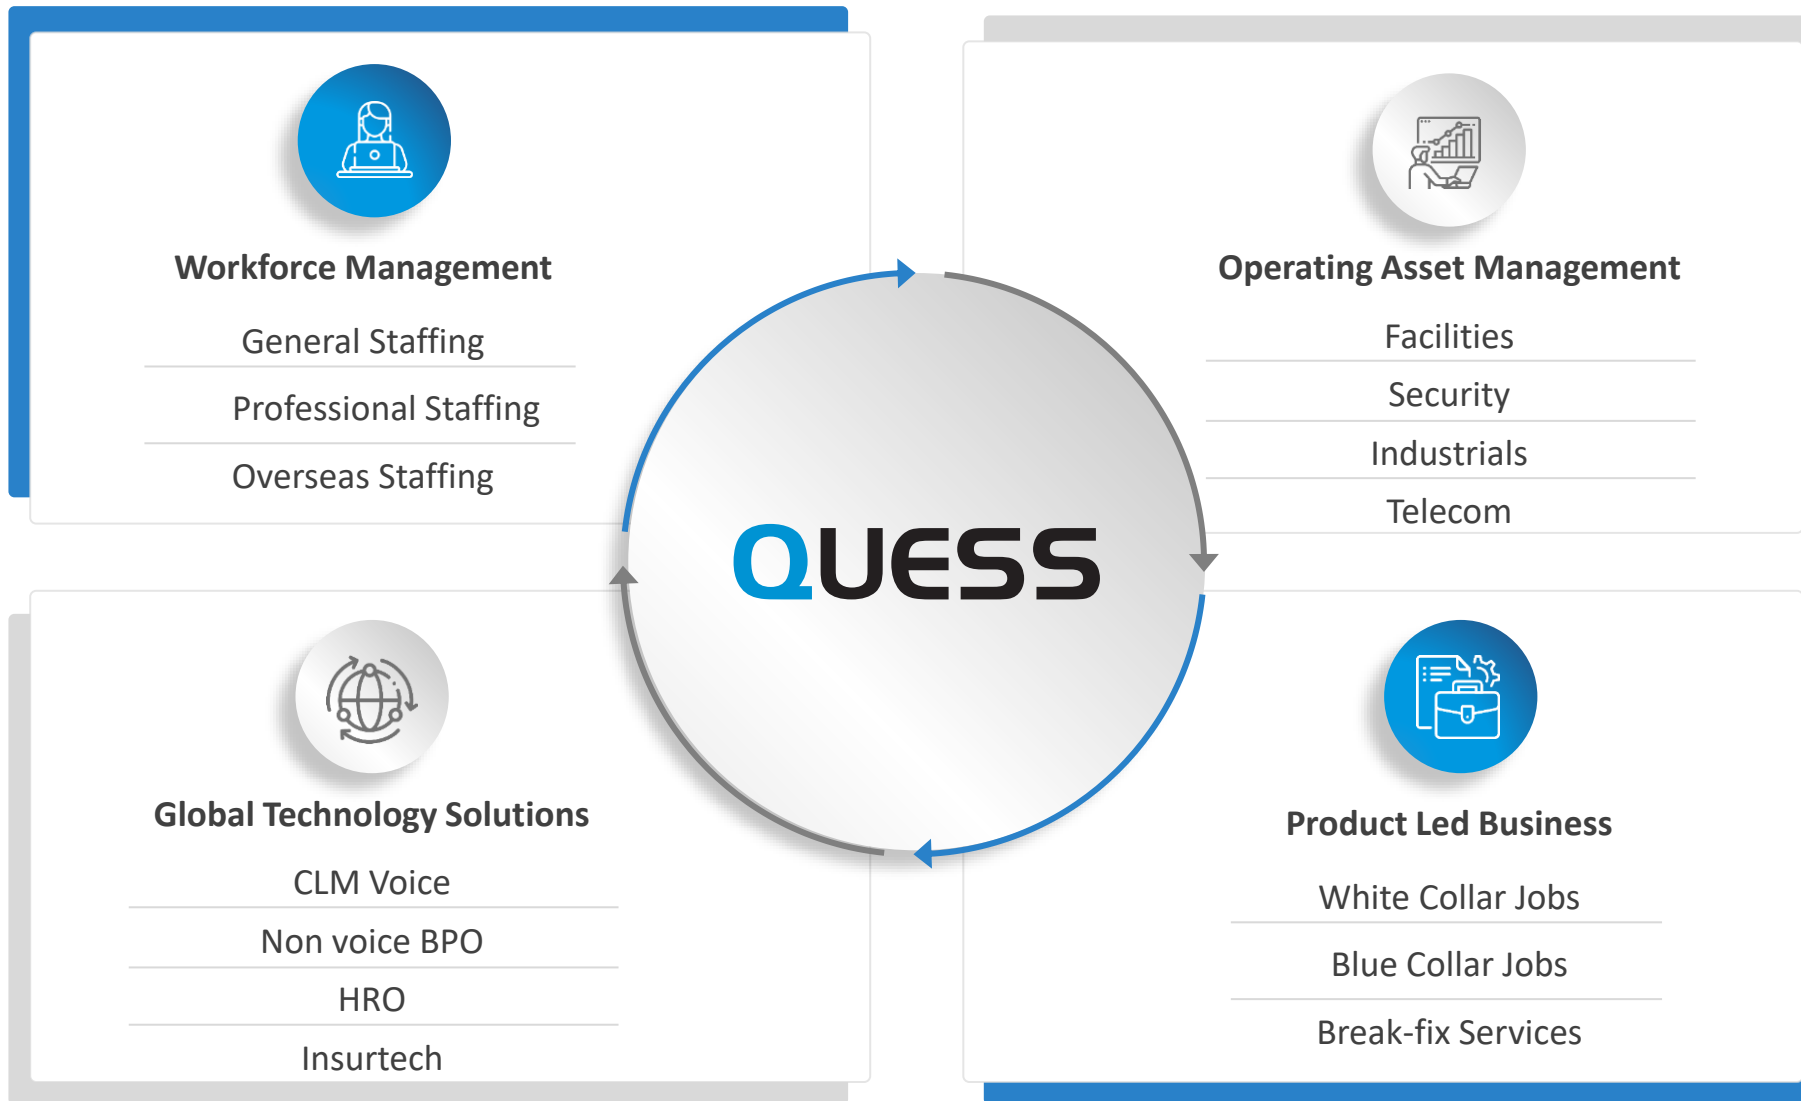 Workforce Management
General Staffing
Professional Staffing
Overseas Staffing
Operating Asset Management
Facilities
Security
Industrials
Telecom
QUESS
Global Technology Solutions
CLM Voice
Non voice BPO
HRO
Insurtech
Product Led Business
White Collar Jobs
Blue Collar Jobs
Break-fix Services